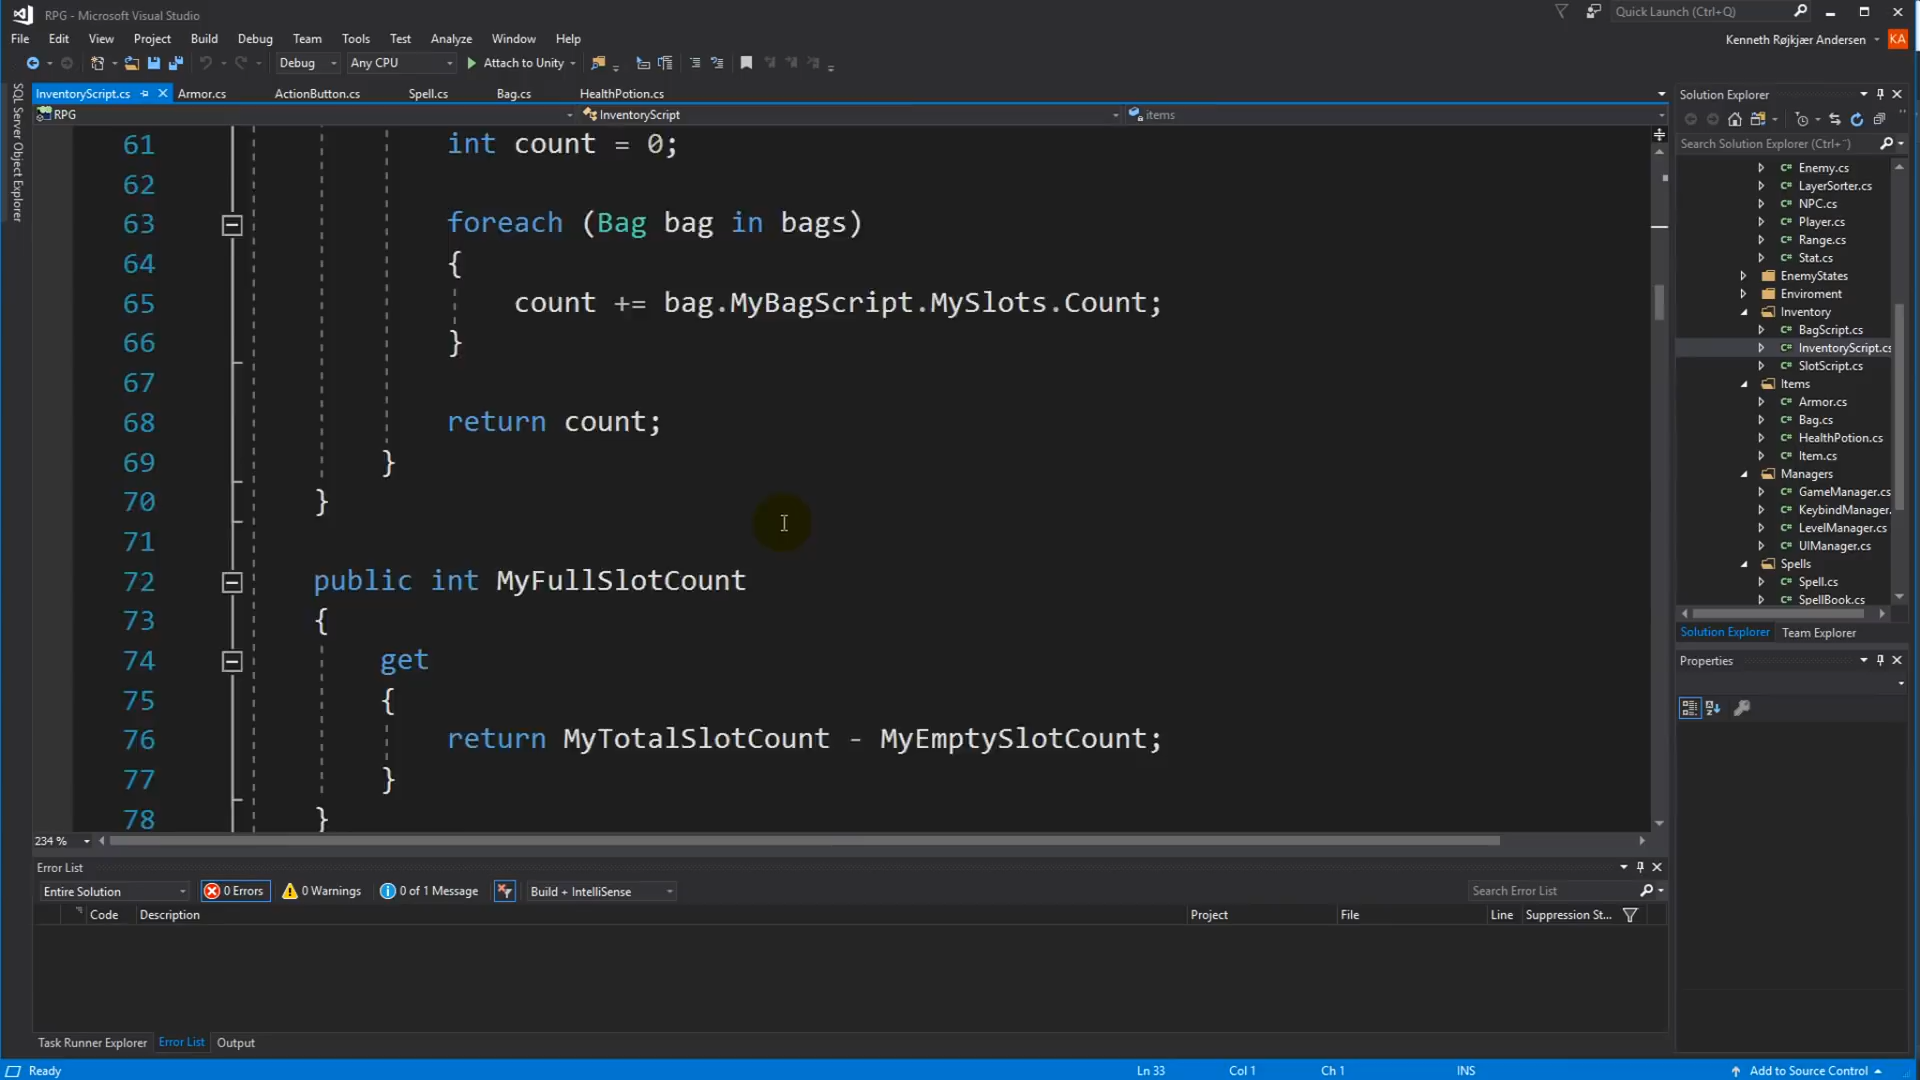 RPG - Microsoft Visual Studio
Quick Launch (Ctrl+Q)
File Edit View Project Build Debug Team Tools Test Analyze Window Help
Kenneth Røjkjær Andersen KA
Debug Any CPU Attach to Unity
InventoryScript.cs Armor.cs ActionButton.cs Spell.cs Bag.cs HealthPotion.cs
RPG InventoryScript items
SQL Server Object Explorer
61 int count = 0;
62
63 foreach (Bag bag in bags)
64 {
65 count += bag.MyBagScript.MySlots.Count;
66 }
67
68 return count;
69 }
70 }
71
72 public int MyFullSlotCount
73 {
74 get
75 {
76 return MyTotalSlotCount - MyEmptySlotCount;
77 }
78 }
234 %
Solution Explorer
Search Solution Explorer (Ctrl+¨)
C# Enemy.cs
C# LayerSorter.cs
C# NPC.cs
C# Player.cs
C# Range.cs
C# Stat.cs
EnemyStates
Enviroment
Inventory
C# BagScript.cs
C# InventoryScript.cs
C# SlotScript.cs
Items
C# Armor.cs
C# Bag.cs
C# HealthPotion.cs
C# Item.cs
Managers
C# GameManager.cs
C# KeybindManager.
C# LevelManager.cs
C# UIManager.cs
Spells
C# Spell.cs
C# SpellBook.cs
Solution Explorer Team Explorer
Properties
Error List
Entire Solution 0 Errors 0 Warnings 0 of 1 Message Build + IntelliSense Search Error List
Code Description Project File Line Suppression St...
Task Runner Explorer Error List Output
Ready Ln 33 Col 1 Ch 1 INS Add to Source Control